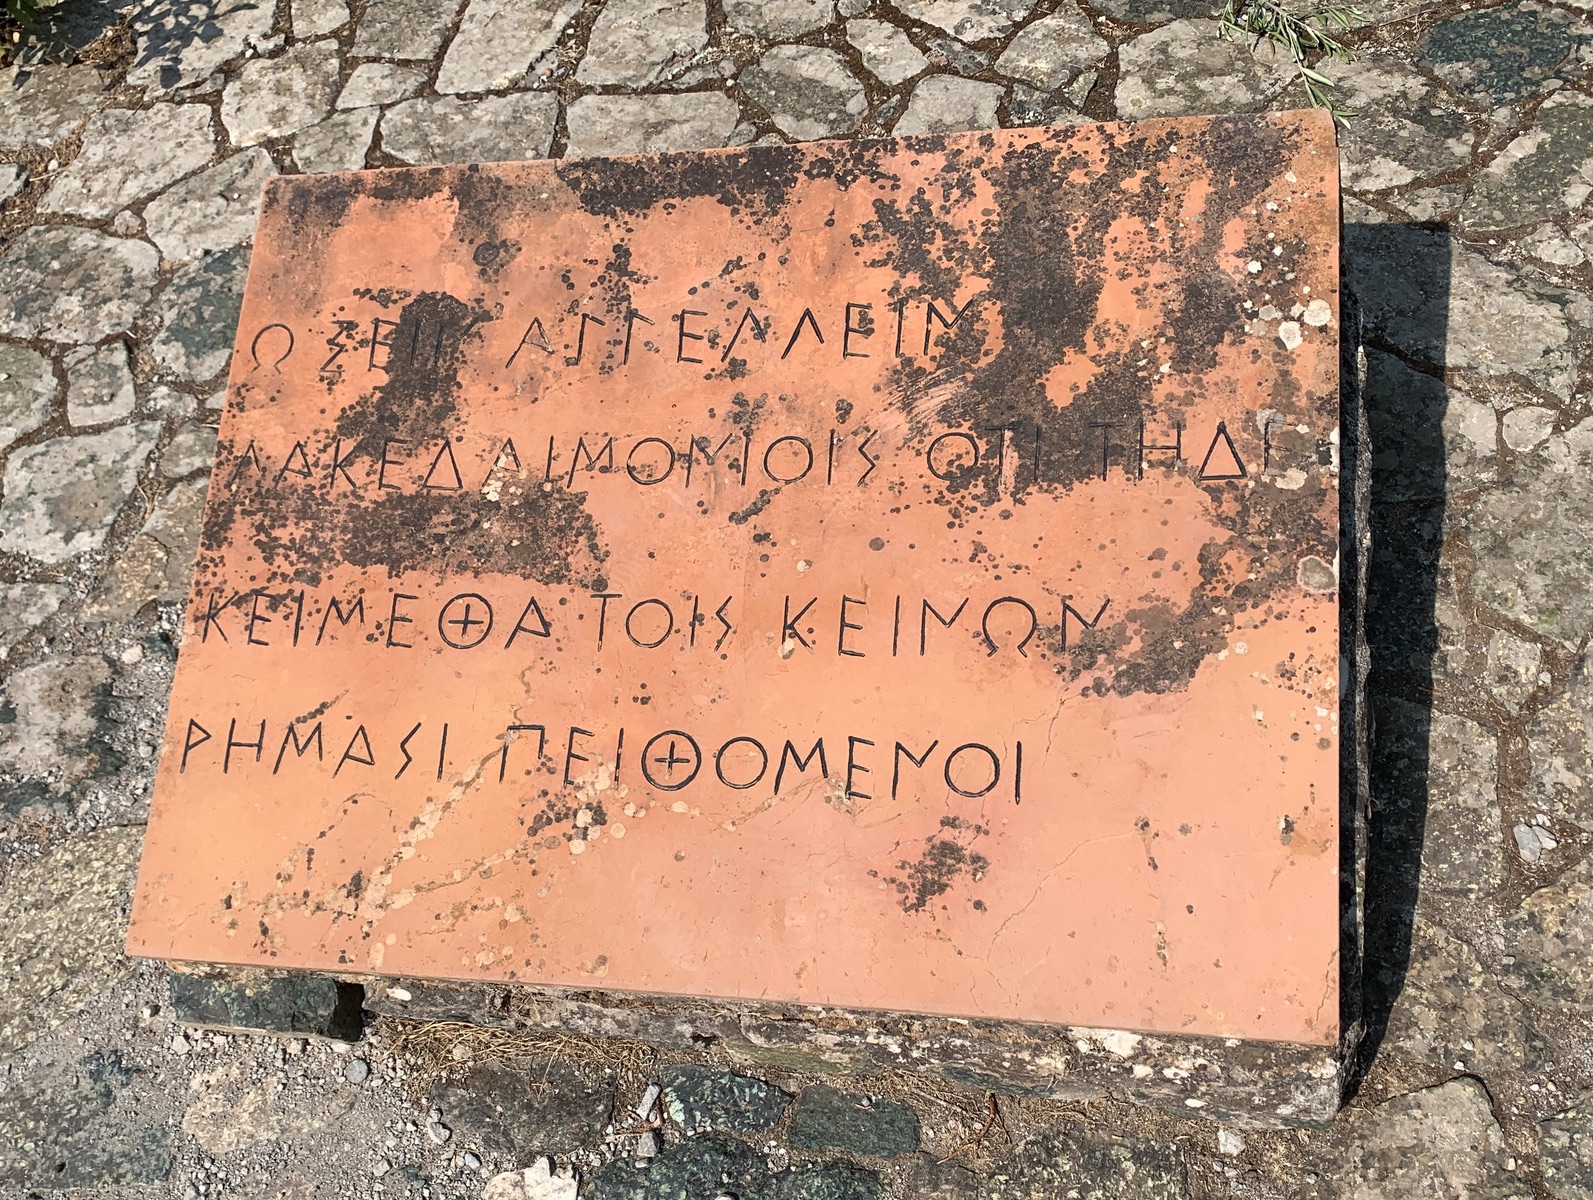 Ω ΞΕΙΝ ΑΓΓΕΛΛΕΙΝ
ΛΑΚΕΔΑΙΜΟΝΙΟΙΣ ΟΤΙ ΤΗΔΕ
ΚΕΙΜΕΘΑ ΤΟΙΣ ΚΕΙΝΩΝ
ΡΗΜΑΣΙ ΠΕΙΘΟΜΕΝΟΙ